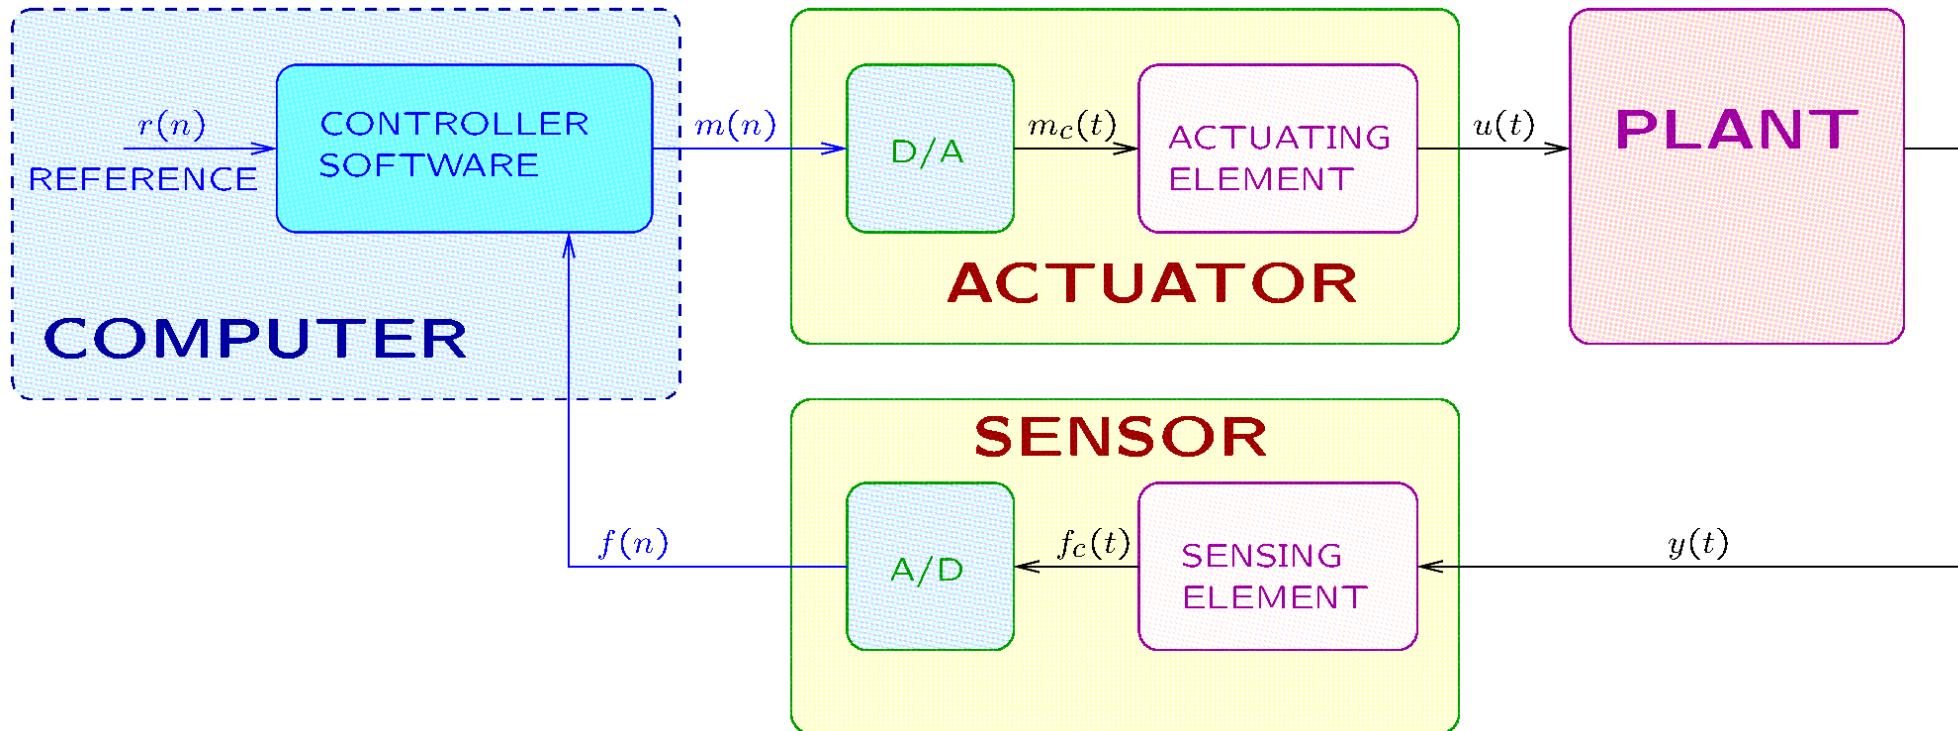 r(n)
REFERENCE
CONTROLLER
SOFTWARE
COMPUTER
m(n)
D/A
m_c(t)
ACTUATING
ELEMENT
ACTUATOR
u(t)
PLANT
SENSOR
f(n)
A/D
f_c(t)
SENSING
ELEMENT
y(t)